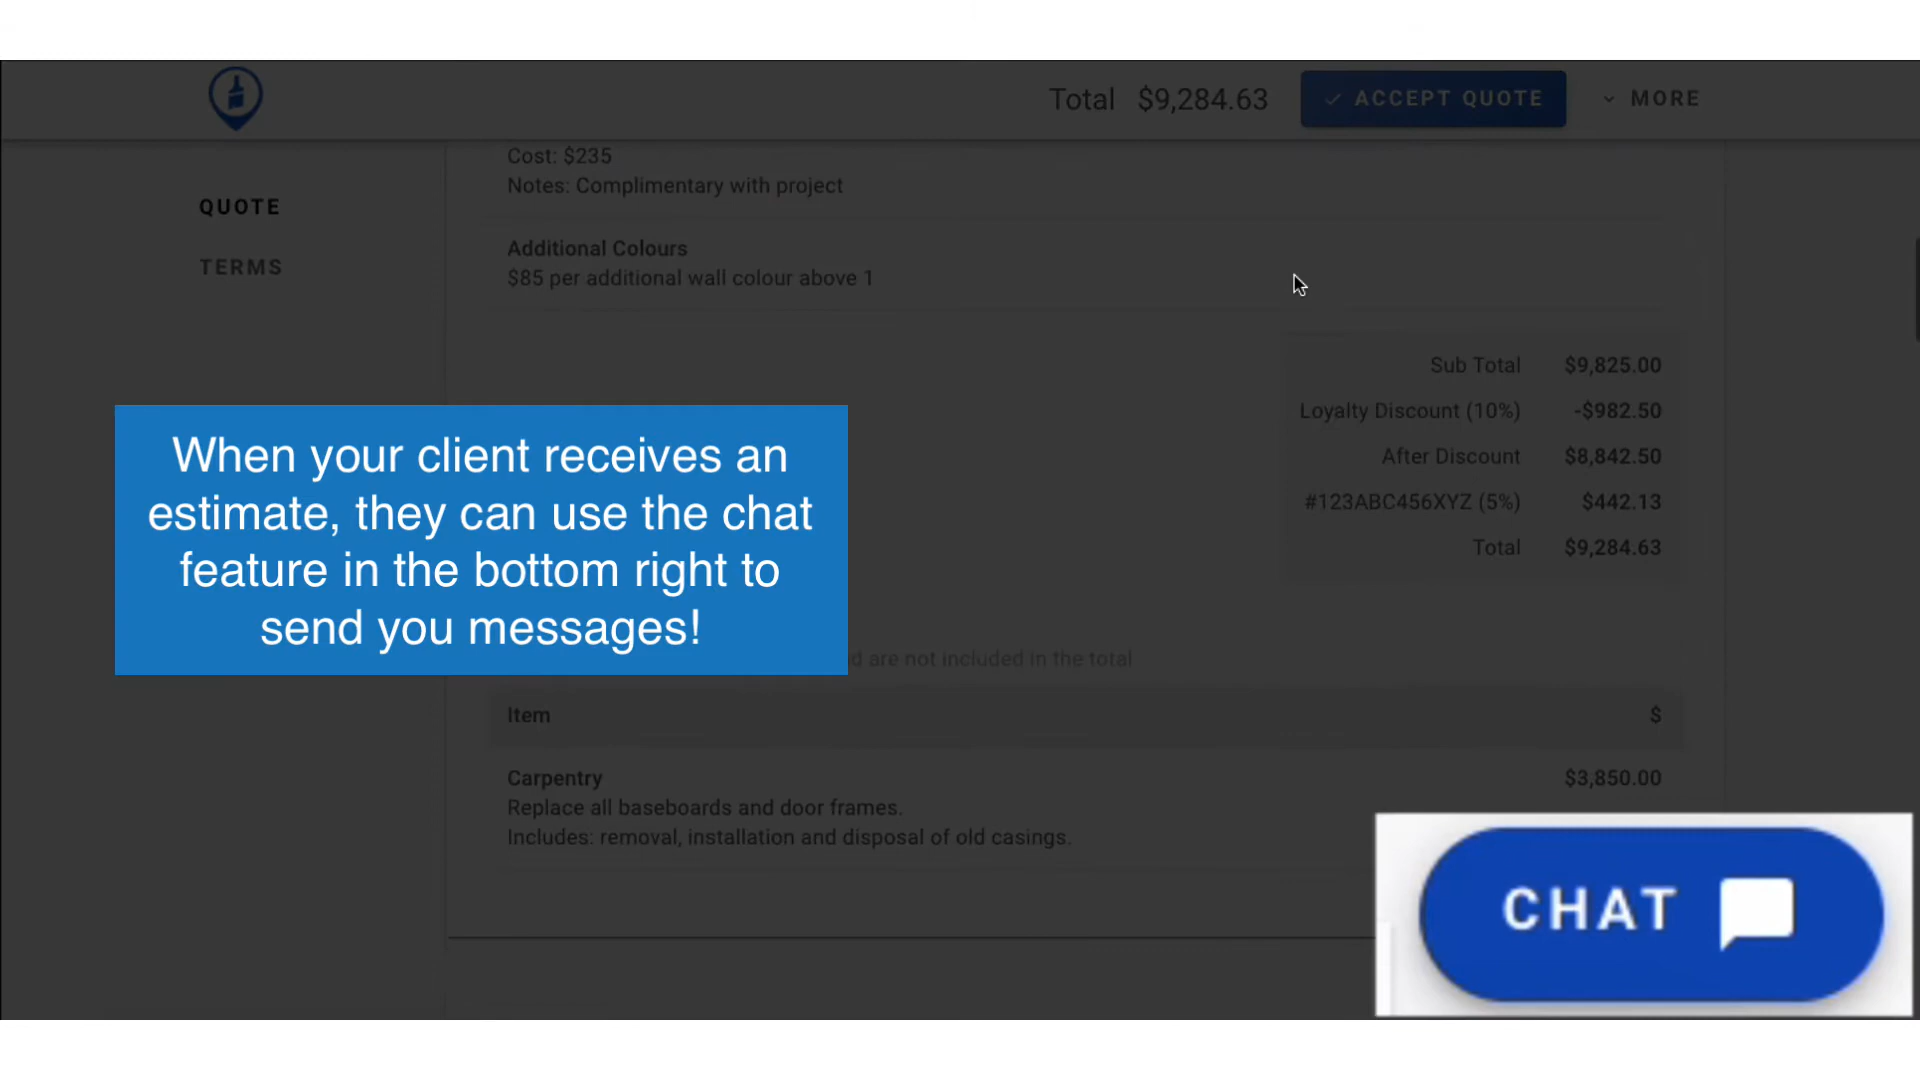 Total $9,284.63 ACCEPT QUOTE MORE
Cost: $235
Notes: Complimentary with project
QUOTE
TERMS
Additional Colours
$85 per additional wall colour above 1
Sub Total $9,825.00
Loyalty Discount (10%) -$982.50
After Discount $8,842.50
#123ABC456XYZ (5%) $442.13
Total $9,284.63
When your client receives an
estimate, they can use the chat
feature in the bottom right to
send you messages!
are not included in the total
Item $
Carpentry $3,850.00
Replace all baseboards and door frames.
Includes: removal, installation and disposal of old casings.
CHAT